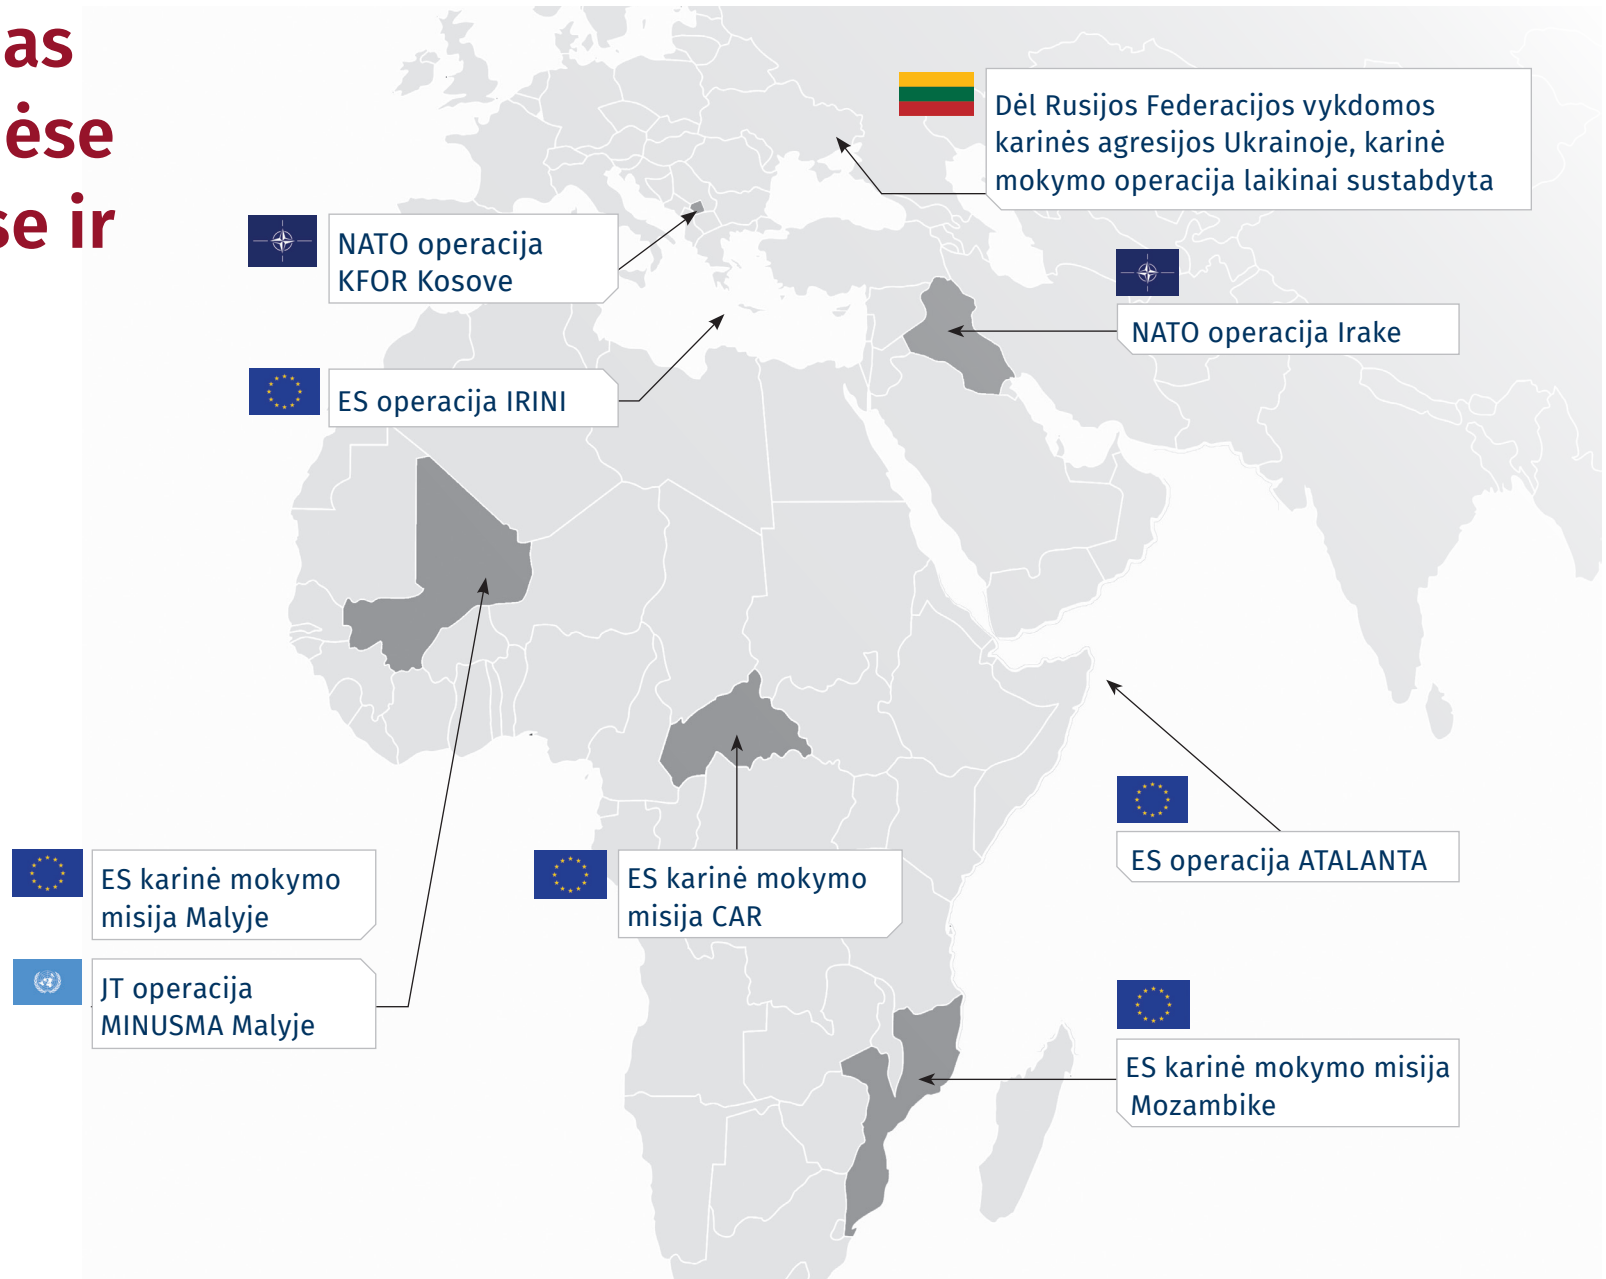 as
ėse
se ir
Dėl Rusijos Federacijos vykdomos
karinės agresijos Ukrainoje, karinė
mokymo operacija laikinai sustabdyta
NATO operacija
KFOR Kosove
NATO operacija Irake
ES operacija IRINI
ES operacija ATALANTA
ES karinė mokymo
misija Malyje
ES karinė mokymo
misija CAR
JT operacija
MINUSMA Malyje
ES karinė mokymo misija
Mozambike